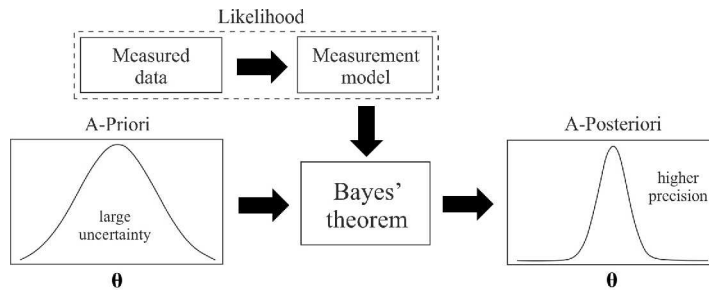 Likelihood
Measured
data
Measurement
model
A-Priori
A-Posteriori
large
uncertainty
Bayes’
theorem
higher
precision
θ
θ